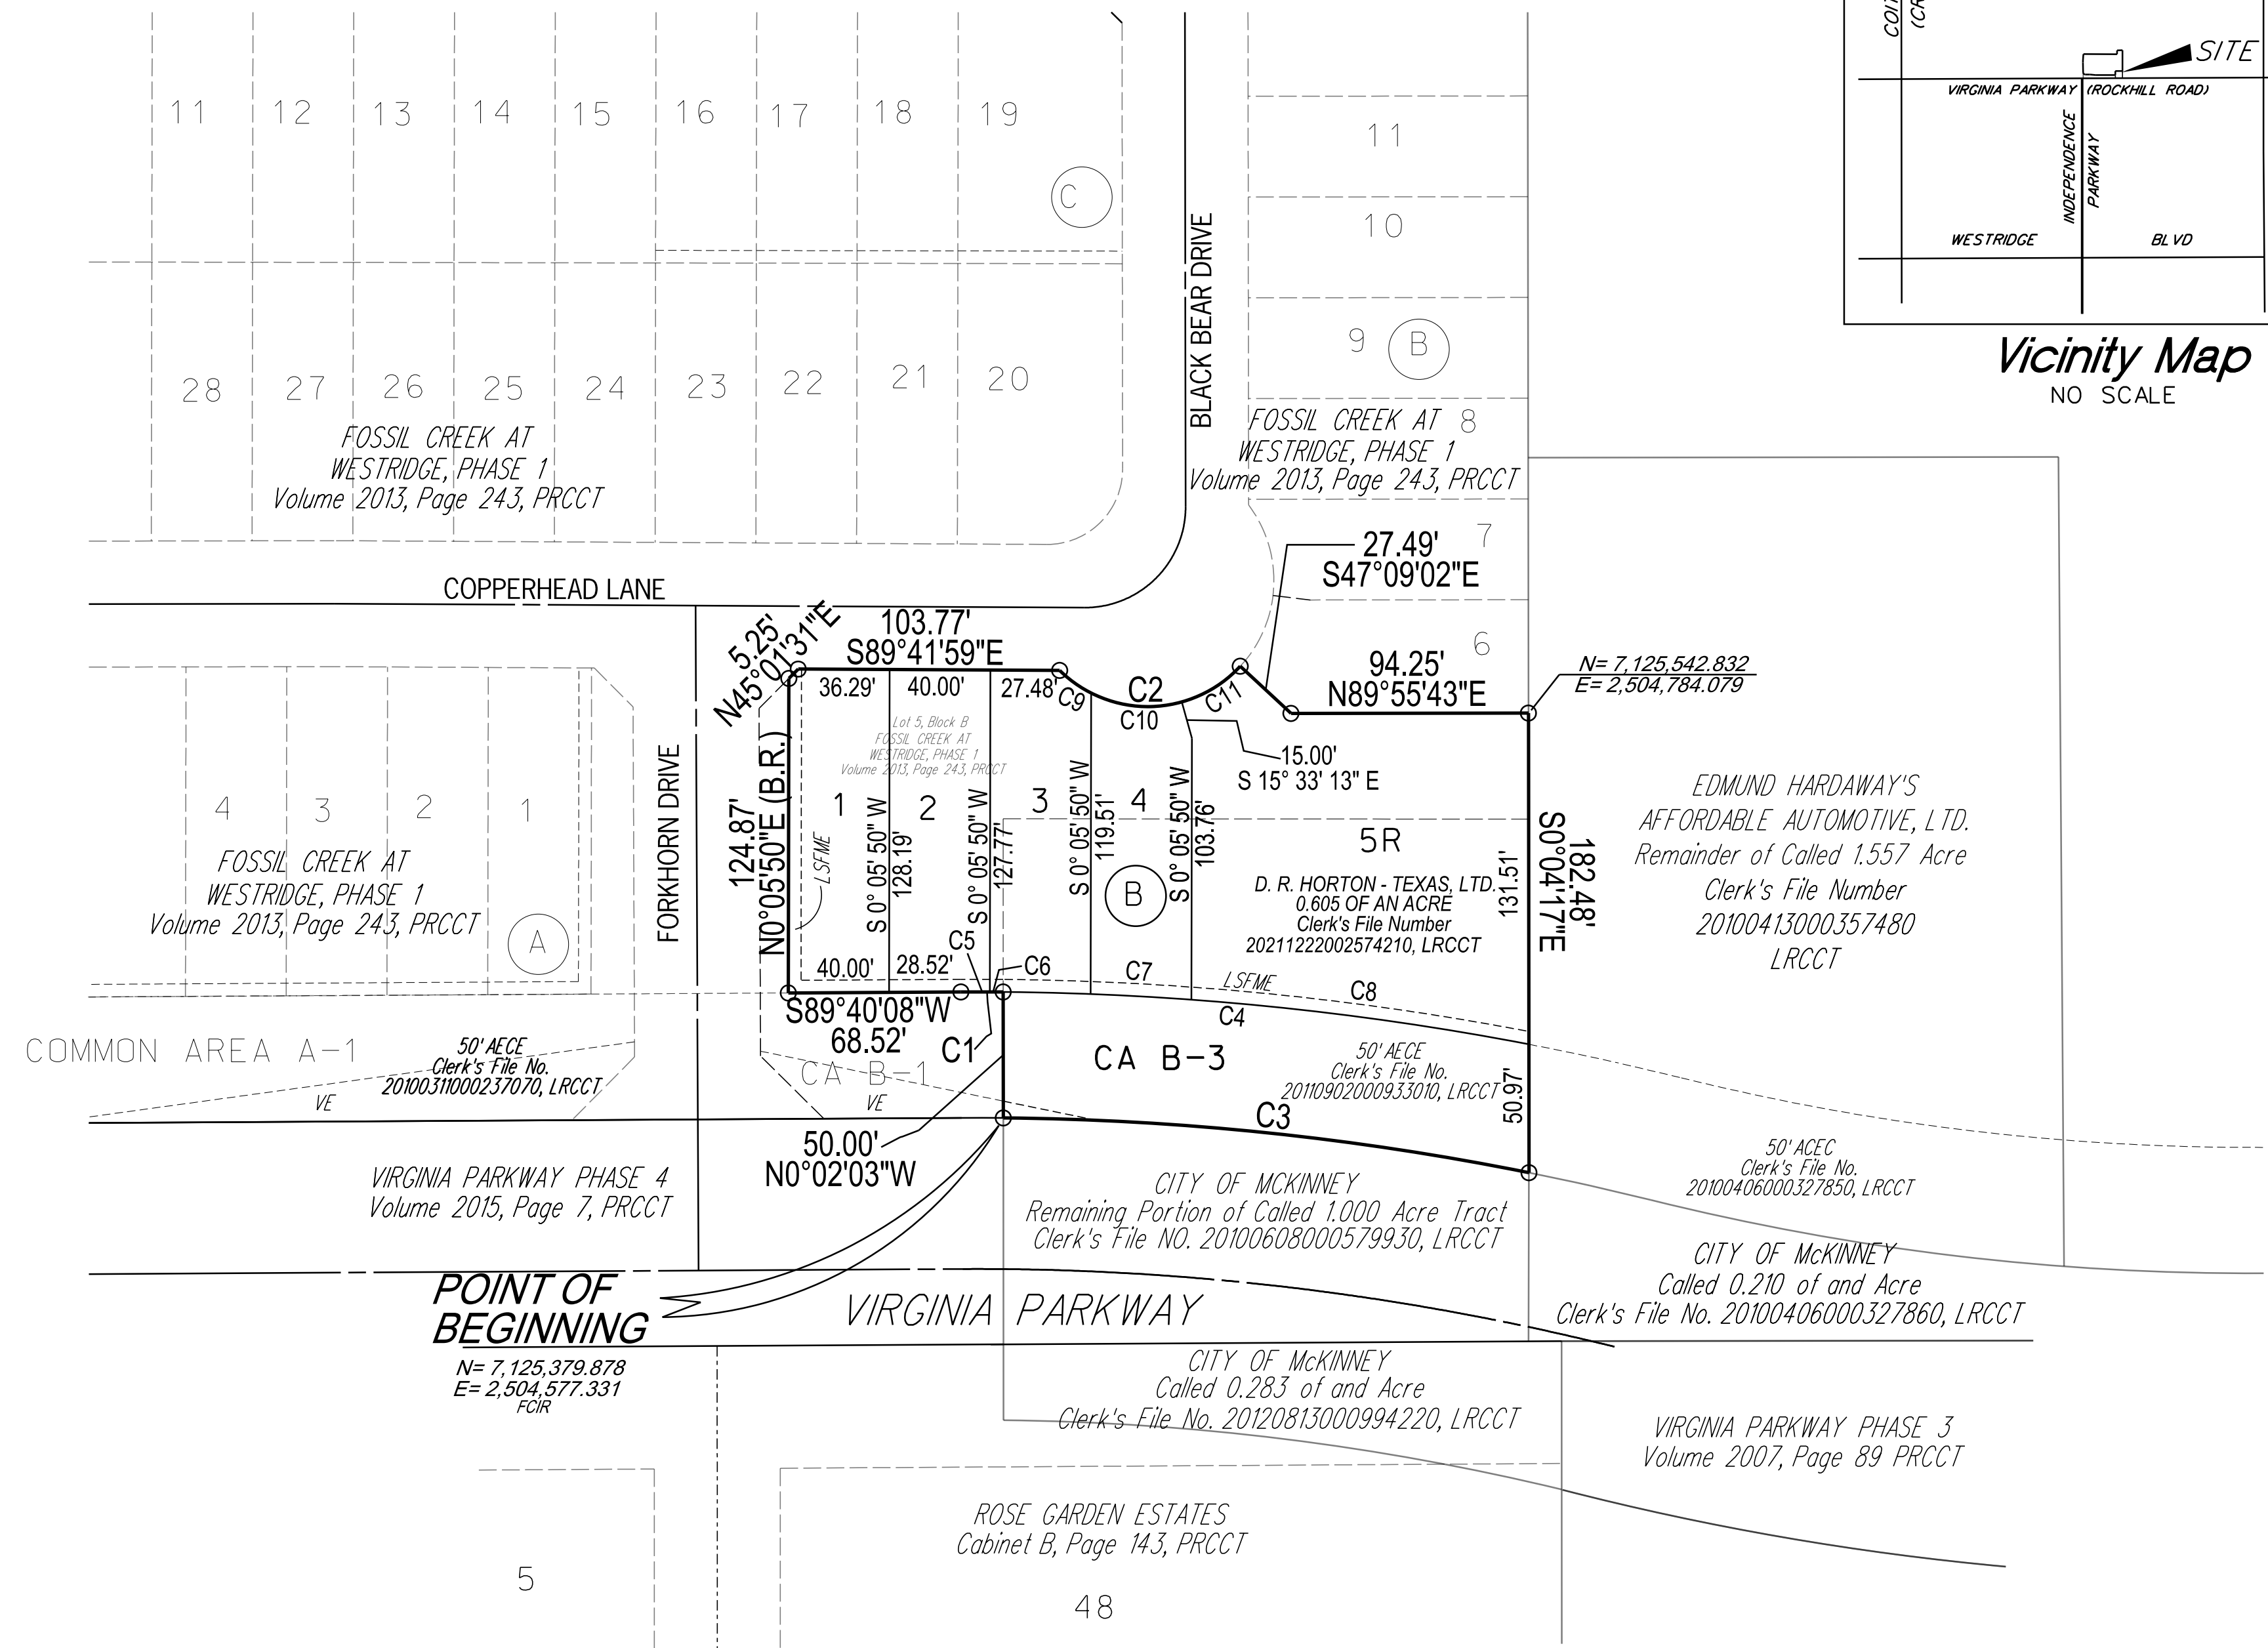 COIT
(CR
SITE
VIRGINIA PARKWAY (ROCKHILL ROAD)
INDEPENDENCE
PARKWAY
WESTRIDGE BLVD
Vicinity Map
NO SCALE
11 12 13 14 15 16 17 18 19
C
28 27 26 25 24 23 22 21 20
FOSSIL CREEK AT
WESTRIDGE, PHASE 1
Volume 2013, Page 243, PRCCT
BLACK BEAR DRIVE
11
10
9
B
8
FOSSIL CREEK AT
WESTRIDGE, PHASE 1
Volume 2013, Page 243, PRCCT
7
27.49'
S47°09'02"E
6
COPPERHEAD LANE
5.25'
N45°01'31"E
103.77'
S89°41'59"E
36.29' 40.00' 27.48'
C9
C2
C10
C11
94.25'
N89°55'43"E
N= 7,125,542.832
E= 2,504,784.079
15.00'
S 15° 33' 13" E
Lot 5, Block B
FOSSIL CREEK AT
WESTRIDGE, PHASE 1
Volume 2013, Page 243, PRCCT
4 3 2 1
FOSSIL CREEK AT
WESTRIDGE, PHASE 1
Volume 2013, Page 243, PRCCT
A
FORKHORN DRIVE
124.87'
N0°05'50"E (B.R.)
LSFME
1
S 0° 05' 50" W
128.19'
2
S 0° 05' 50" W
127.77'
3
S 0° 05' 50" W
119.51'
4
B
S 0° 05' 50" W
103.76'
5R
D. R. HORTON - TEXAS, LTD.
0.605 OF AN ACRE
Clerk's File Number
20211222002574210, LRCCT
131.51'
S0°04'17"E
182.48'
EDMUND HARDAWAY'S
AFFORDABLE AUTOMOTIVE, LTD.
Remainder of Called 1.557 Acre
Clerk's File Number
20100413000357480
LRCCT
40.00' 28.52'
C5
C6
C7
LSFME
C8
C4
S89°40'08"W
68.52'
C1
CA B-3
COMMON AREA A-1
50' AECE
Clerk's File No.
20100311000237070, LRCCT
VE
CA B-1
VE
50' AECE
Clerk's File No.
20110902000933010, LRCCT
50.97'
C3
50.00'
N0°02'03"W
VIRGINIA PARKWAY PHASE 4
Volume 2015, Page 7, PRCCT
CITY OF MCKINNEY
Remaining Portion of Called 1.000 Acre Tract
Clerk's File NO. 20100608000579930, LRCCT
50' ACEC
Clerk's File No.
20100406000327850, LRCCT
CITY OF McKINNEY
Called 0.210 of and Acre
Clerk's File No. 20100406000327860, LRCCT
POINT OF
BEGINNING
N= 7,125,379.878
E= 2,504,577.331
FCIR
VIRGINIA PARKWAY
CITY OF McKINNEY
Called 0.283 of and Acre
Clerk's File No. 20120813000994220, LRCCT
VIRGINIA PARKWAY PHASE 3
Volume 2007, Page 89 PRCCT
ROSE GARDEN ESTATES
Cabinet B, Page 143, PRCCT
5
48